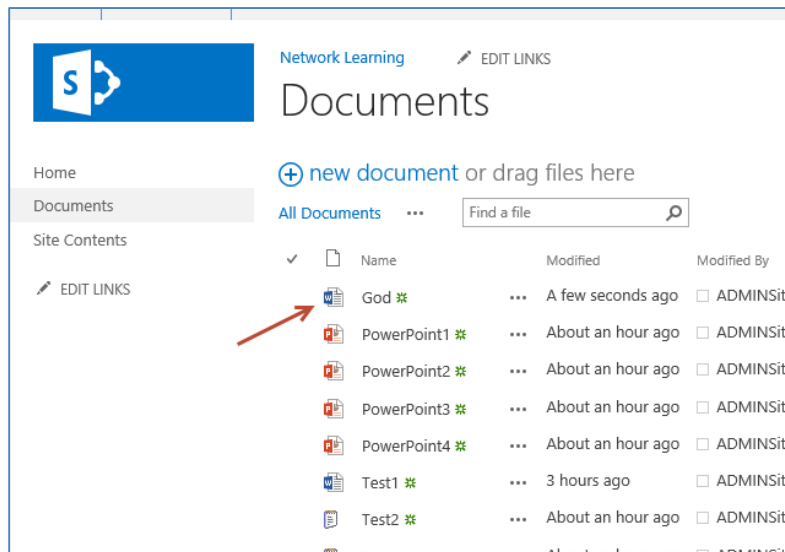 S
Network Learning EDIT LINKS
Documents
Home
Documents
Site Contents
EDIT LINKS
new document or drag files here
All Documents ... Find a file
Name Modified Modified By
God ... A few seconds ago ADMINSit
PowerPoint1 ... About an hour ago ADMINSit
PowerPoint2 ... About an hour ago ADMINSit
PowerPoint3 ... About an hour ago ADMINSit
PowerPoint4 ... About an hour ago ADMINSit
Test1 ... 3 hours ago ADMINSit
Test2 ... About an hour ago ADMINSit